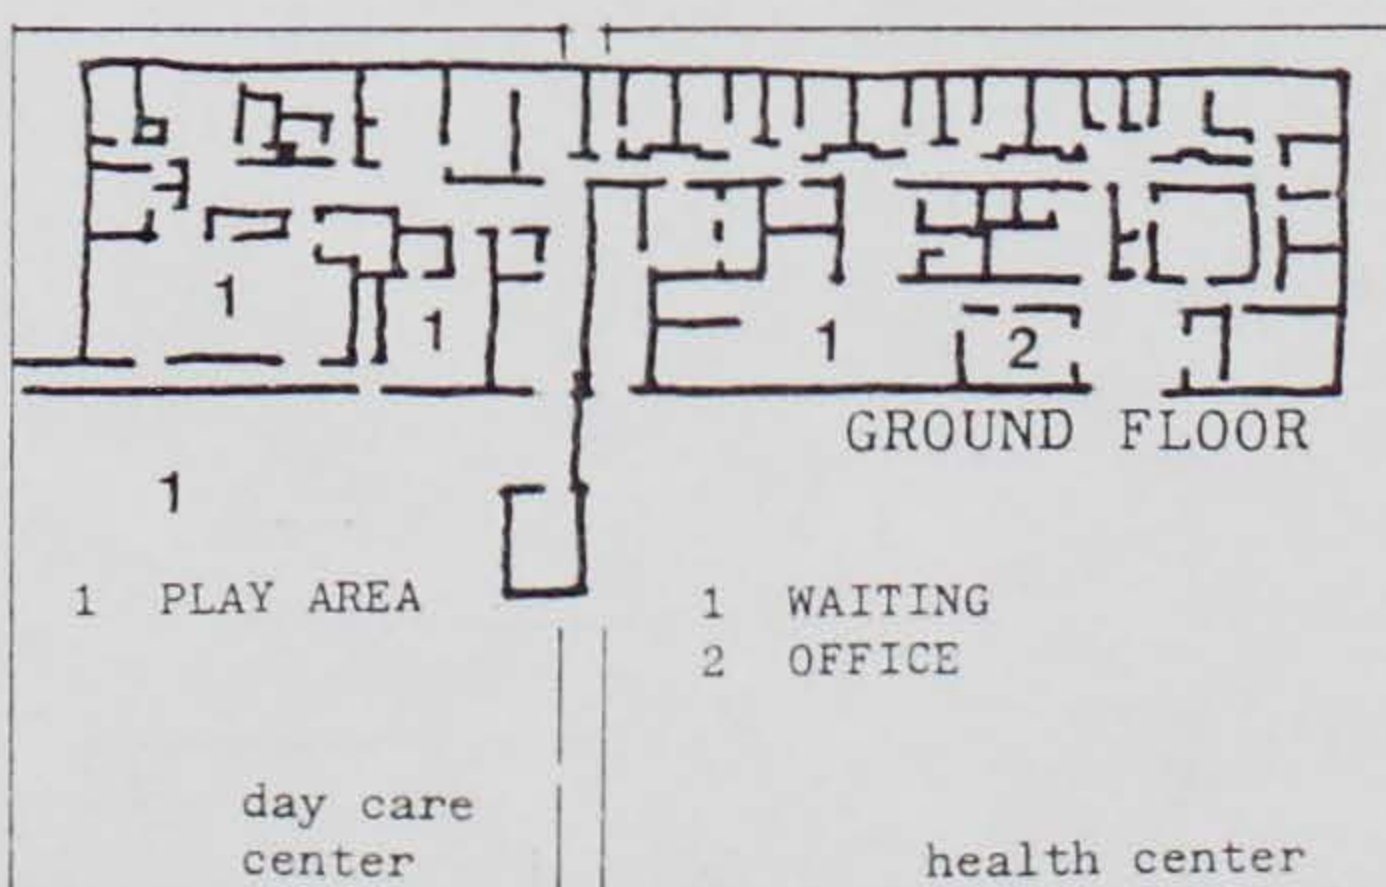 1
1
1
2
GROUND FLOOR
1
1 PLAY AREA
1 WAITING
2 OFFICE
day care
center
health center